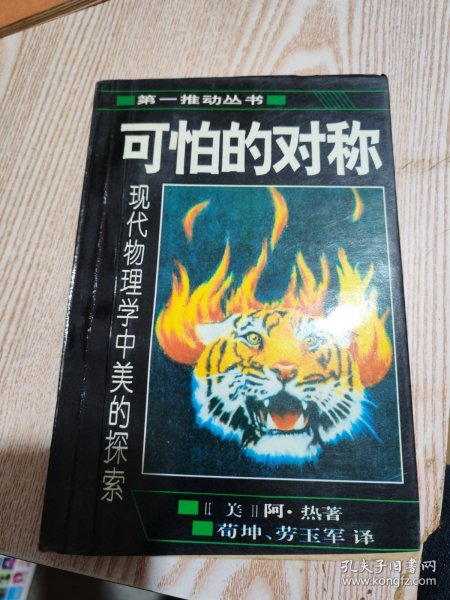 第一推动丛书
可怕的对称
现代物理学中美的探索
[美]阿·热著
荀坤、劳玉军 译
孔夫子旧书网
www.kongfz.com